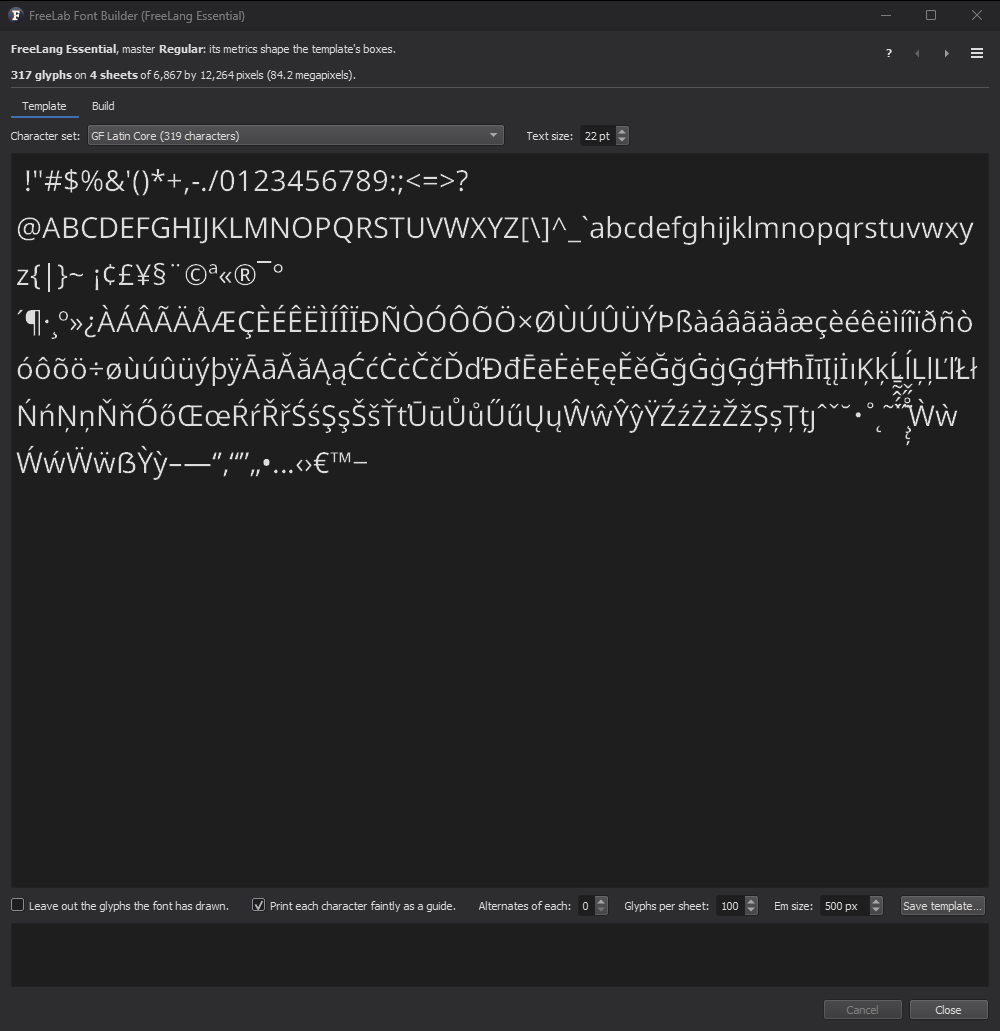 FreeLab Font Builder (FreeLang Essential)
FreeLang Essential, master Regular: its metrics shape the template's boxes.
317 glyphs on 4 sheets of 6,867 by 12,264 pixels (84.2 megapixels).
?
Template Build
Character set: GF Latin Core (319 characters) Text size: 22 pt
!"#$%&'()*+,-./0123456789:;<=>?
@ABCDEFGHIJKLMNOPQRSTUVWXYZ[\]^_`abcdefghijklmnopqrstuvwxy
z{|}~ ¡¢£¥§¨©ª«®¯°
´¶·¸º»¿ÀÁÂÃÄÅÆÇÈÉÊËÌÍÎÏÐÑÒÓÔÕÖ×ØÙÚÛÜÝÞßàáâãäåæçèéêëìíîïðñò
óôõö÷øùúûüýþÿĀāĂăĄąĆćĊċČčĎďĐđĒēĖėĘęĚěĞğĠġĢģĦħĪīĮįİıĶķĹĺĻļĽľŁł
ŃńŅņŇňŐőŒœŔŕŘřŚśŞşŠšŤťŪūŮůŰűŲųŴŵŶŷŸŹźŻżŽžȘșȚțȷˆˇ˘˙˚˛˜˝Ẁẁ
ẂẃẄẅẞỲỳ–—‘’‚“”„•…‹›€™−
Leave out the glyphs the font has drawn. Print each character faintly as a guide. Alternates of each: 0 Glyphs per sheet: 100 Em size: 500 px Save template...
Cancel Close